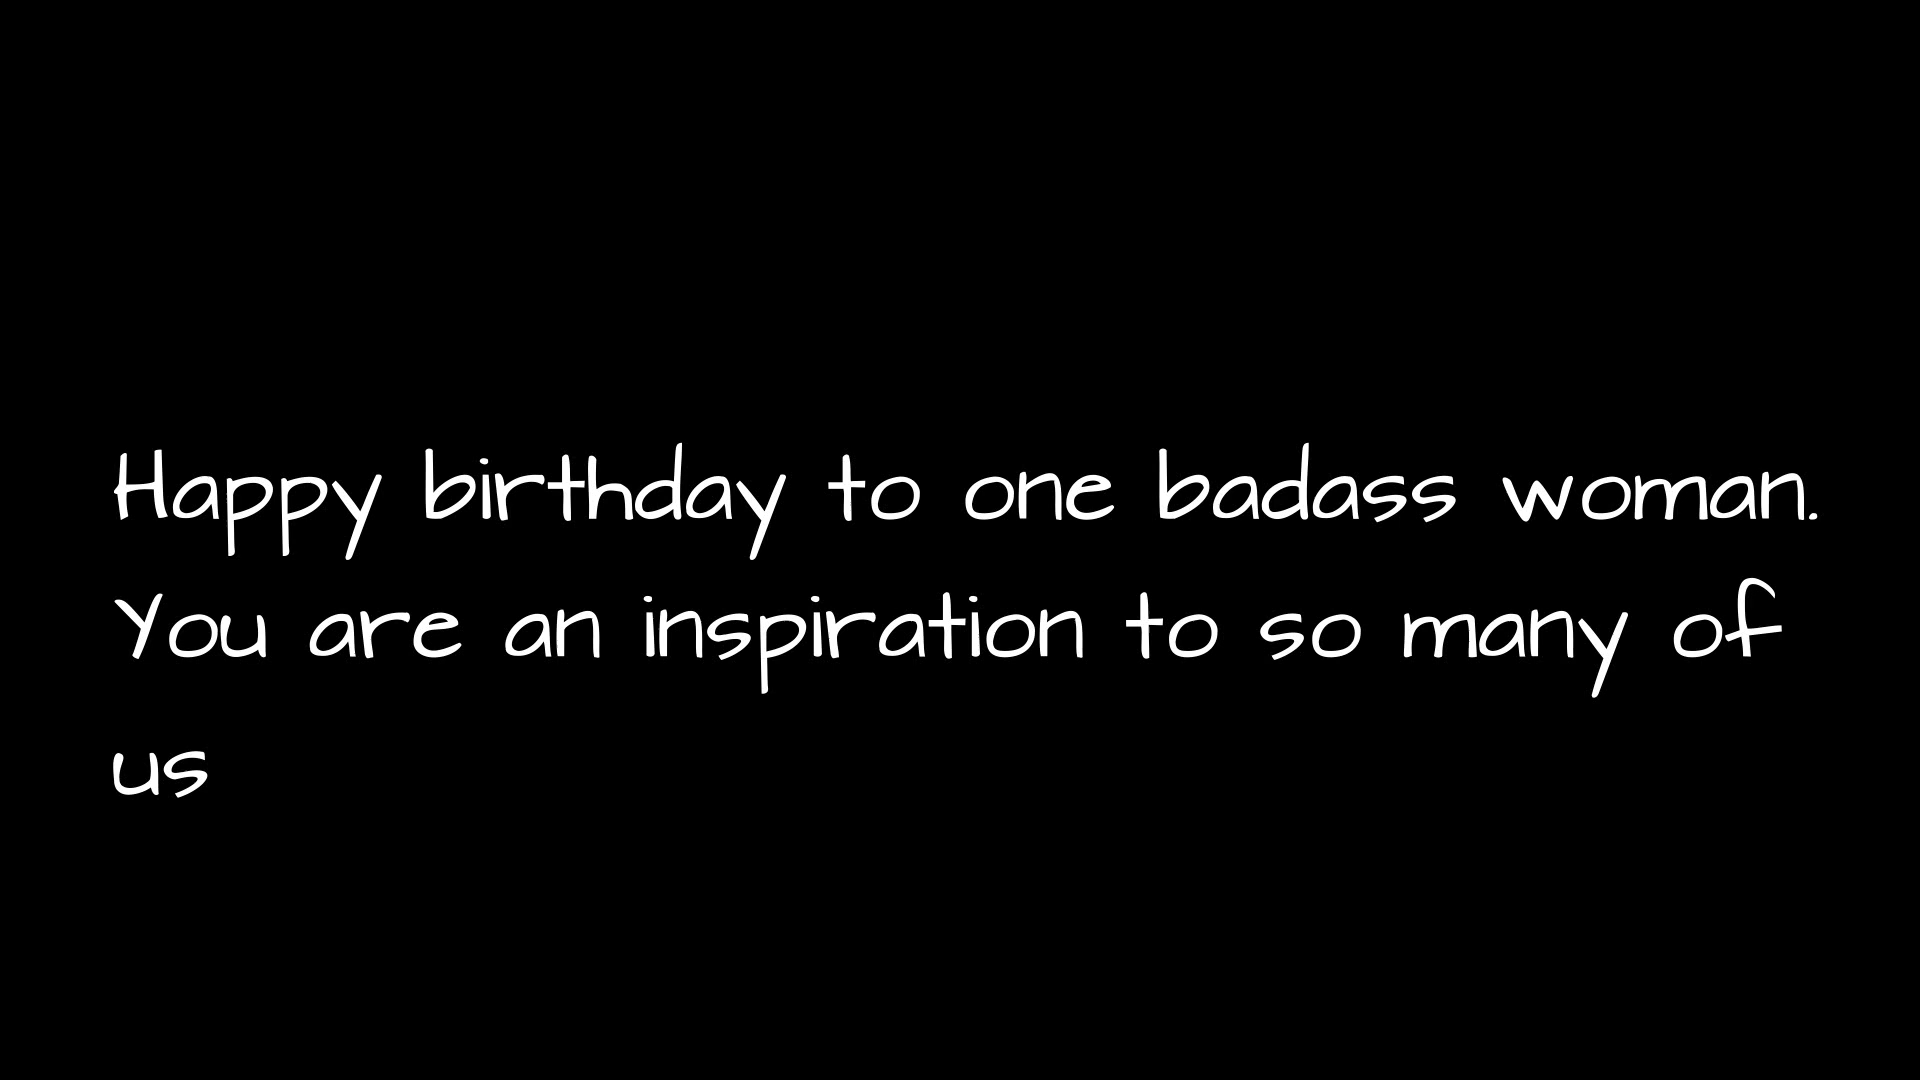 Happy birthday to one badass woman.
You are an inspiration to so many of
us